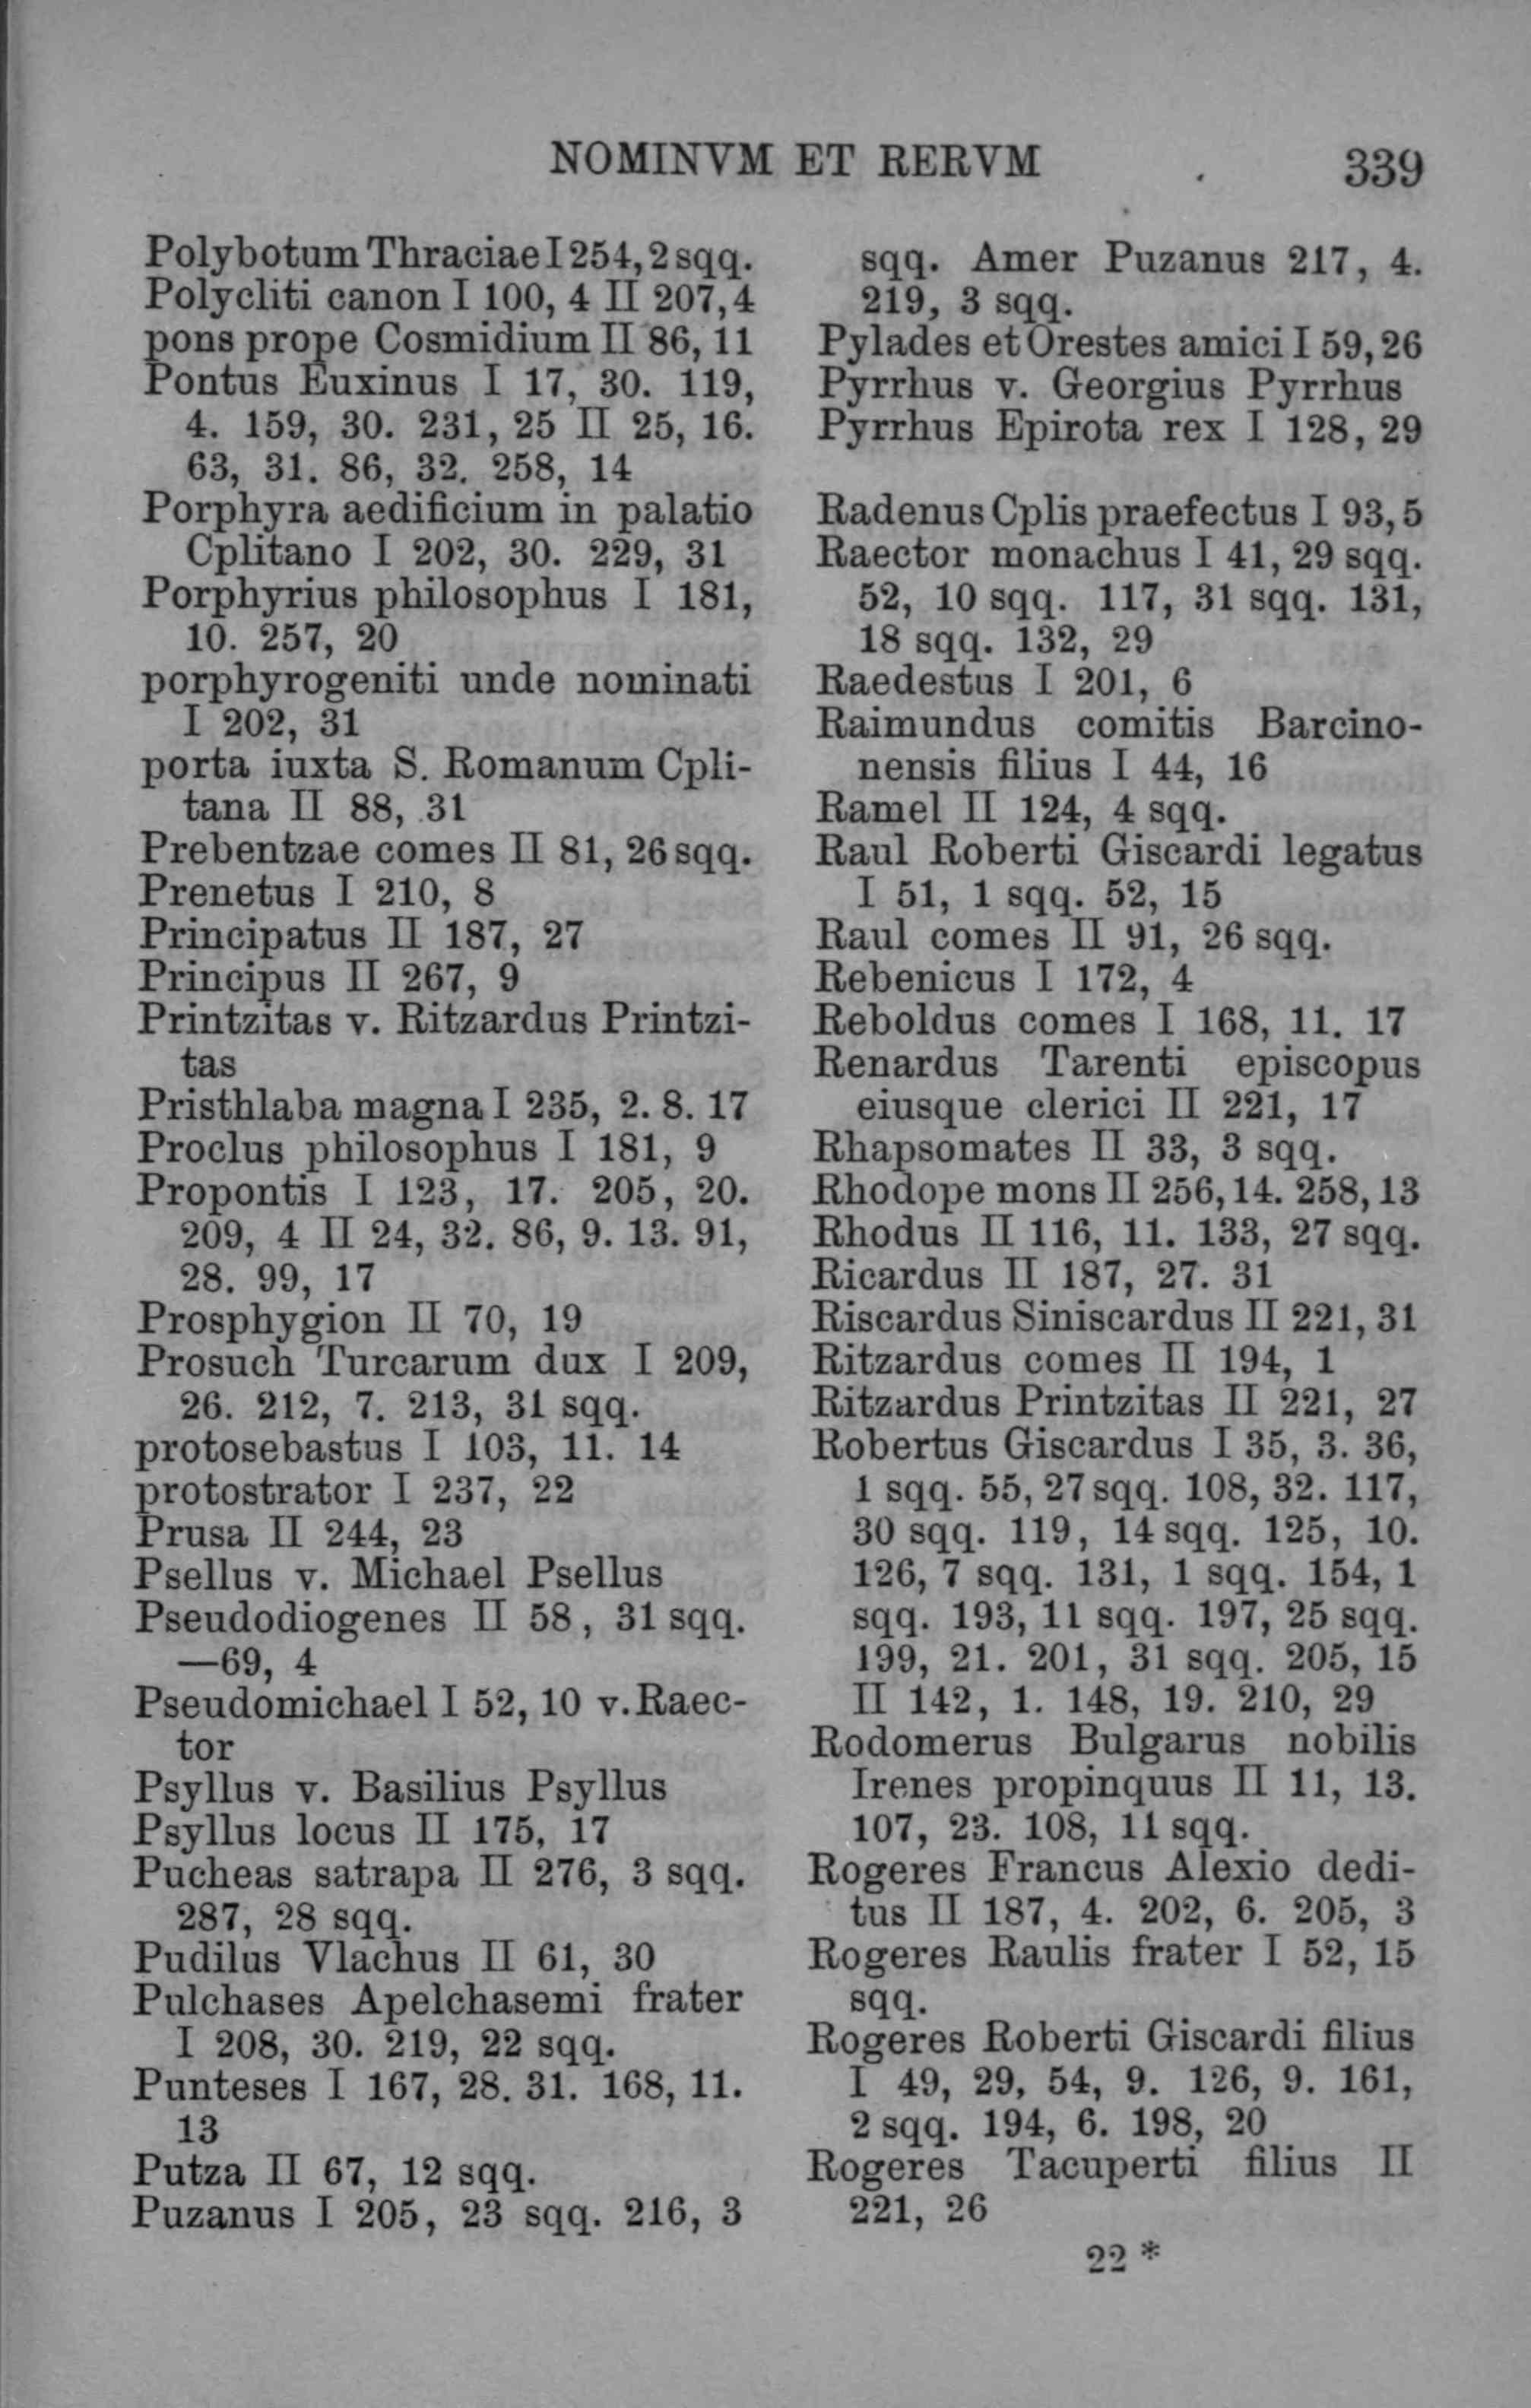 NOMINVM ET RERVM 339
Polybotum Thraciae I 254, 2 sqq.
Polycliti canon I 100, 4 II 207, 4
pons prope Cosmidium II 86, 11
Pontus Euxinus I 17, 30. 119,
4. 159, 30. 231, 25 II 25, 16.
63, 31. 86, 32. 258, 14
Porphyra aedificium in palatio
Cplitano I 202, 30. 229, 31
Porphyrius philosophus I 181,
10. 257, 20
porphyrogeniti unde nominati
I 202, 31
porta iuxta S. Romanum Cpli-
tana II 88, 31
Prebentzae comes II 81, 26 sqq.
Prenetus I 210, 8
Principatus II 187, 27
Principus II 267, 9
Printzitas v. Ritzardus Printzi-
tas
Pristhlaba magna I 235, 2. 8. 17
Proclus philosophus I 181, 9
Propontis I 123, 17. 205, 20.
209, 4 II 24, 32. 86, 9. 13. 91,
28. 99, 17
Prosphygion II 70, 19
Prosuch Turcarum dux I 209,
26. 212, 7. 213, 31 sqq.
protosebastus I 103, 11. 14
protostrator I 237, 22
Prusa II 244, 23
Psellus v. Michael Psellus
Pseudodiogenes II 58, 31 sqq.
—69, 4
Pseudomichael I 52, 10 v. Raec-
tor
Psyllus v. Basilius Psyllus
Psyllus locus II 175, 17
Pucheas satrapa II 276, 3 sqq.
287, 28 sqq.
Pudilus Vlachus II 61, 30
Pulchases Apelchasemi frater
I 208, 30. 219, 22 sqq.
Punteses I 167, 28. 31. 168, 11.
13
Putza II 67, 12 sqq.
Puzanus I 205, 23 sqq. 216, 3
sqq. Amer Puzanus 217, 4.
219, 3 sqq.
Pylades et Orestes amici I 59, 26
Pyrrhus v. Georgius Pyrrhus
Pyrrhus Epirota rex I 128, 29
Radenus Cplis praefectus I 93, 5
Raector monachus I 41, 29 sqq.
52, 10 sqq. 117, 31 sqq. 131,
18 sqq. 132, 29
Raedestus I 201, 6
Raimundus comitis Barcino-
nensis filius I 44, 16
Ramel II 124, 4 sqq.
Raul Roberti Giscardi legatus
I 51, 1 sqq. 52, 15
Raul comes II 91, 26 sqq.
Rebenicus I 172, 4
Reboldus comes I 168, 11. 17
Renardus Tarenti episcopus
eiusque clerici II 221, 17
Rhapsomates II 33, 3 sqq.
Rhodope mons II 256, 14. 258, 13
Rhodus II 116, 11. 133, 27 sqq.
Ricardus II 187, 27. 31
Riscardus Siniscardus II 221, 31
Ritzardus comes II 194, 1
Ritzardus Printzitas II 221, 27
Robertus Giscardus I 35, 3. 36,
1 sqq. 55, 27 sqq. 108, 32. 117,
30 sqq. 119, 14 sqq. 125, 10.
126, 7 sqq. 131, 1 sqq. 154, 1
sqq. 193, 11 sqq. 197, 25 sqq.
199, 21. 201, 31 sqq. 205, 15
II 142, 1. 148, 19. 210, 29
Rodomerus Bulgarus nobilis
Irenes propinquus II 11, 13.
107, 23. 108, 11 sqq.
Rogeres Francus Alexio dedi-
tus II 187, 4. 202, 6. 205, 3
Rogeres Raulis frater I 52, 15
sqq.
Rogeres Roberti Giscardi filius
I 49, 29, 54, 9. 126, 9. 161,
2 sqq. 194, 6. 198, 20
Rogeres Tacuperti filius II
221, 26
22 *